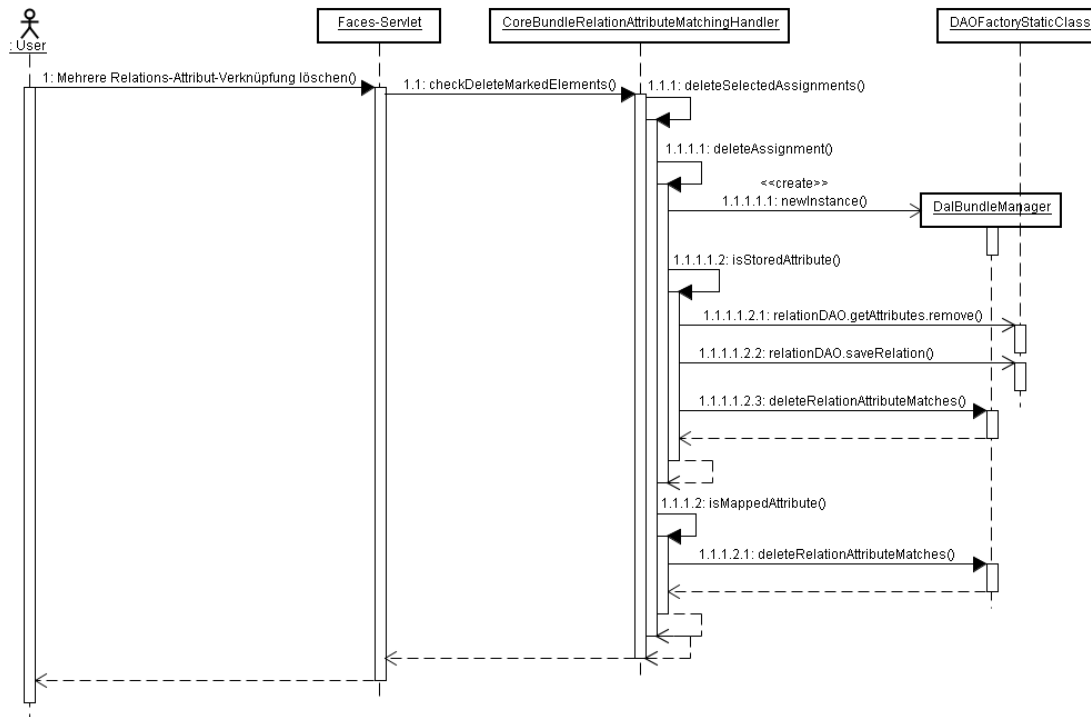 Faces-Servlet
CoreBundleRelationAttributeMatchingHandler
DAOFactoryStaticClass
: User
1: Mehrere Relations-Attribut-Verknüpfung löschen()
1.1: checkDeleteMarkedElements()
1.1.1: deleteSelectedAssignments()
1.1.1.1: deleteAssignment()
<<create>>
1.1.1.1.1: newInstance()
DalBundleManager
1.1.1.1.2: isStoredAttribute()
1.1.1.1.2.1: relationDAO.getAttributes.remove()
1.1.1.1.2.2: relationDAO.saveRelation()
1.1.1.1.2.3: deleteRelationAttributeMatches()
1.1.1.2: isMappedAttribute()
1.1.1.2.1: deleteRelationAttributeMatches()